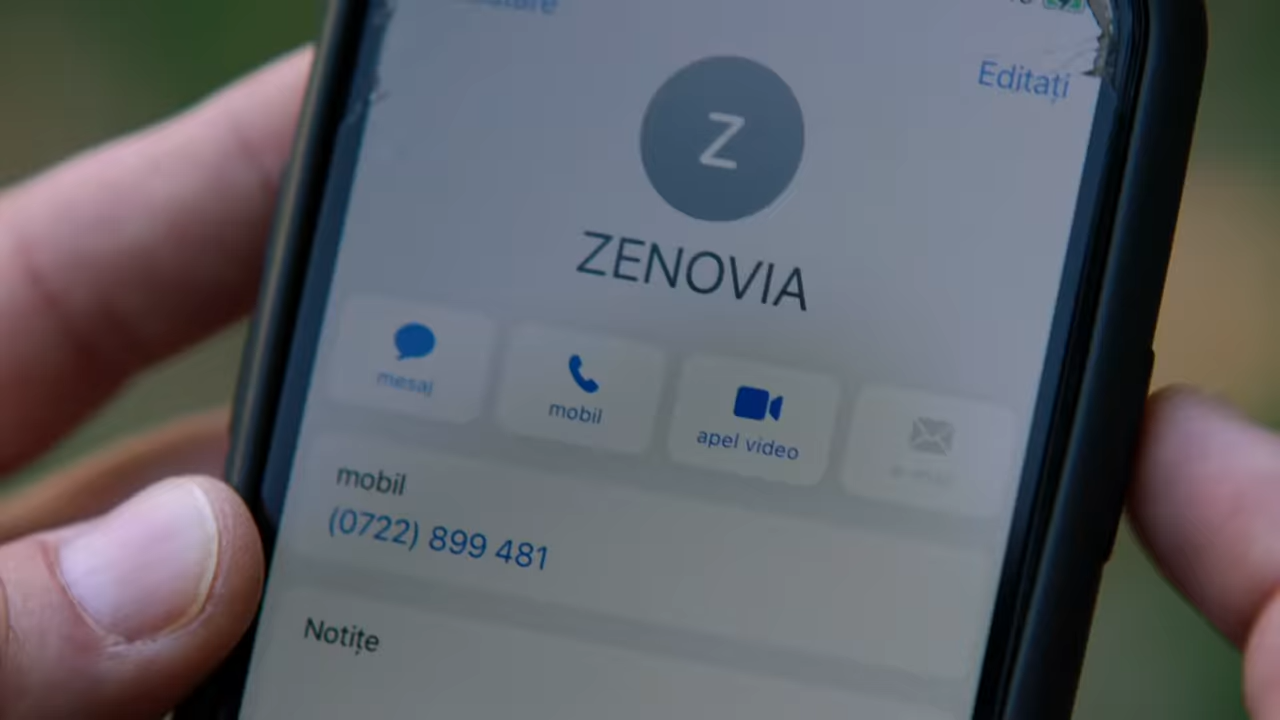 Editați
Z
ZENOVIA
mesaj
mobil
apel video
mobil
(0722) 899 481
Notițe